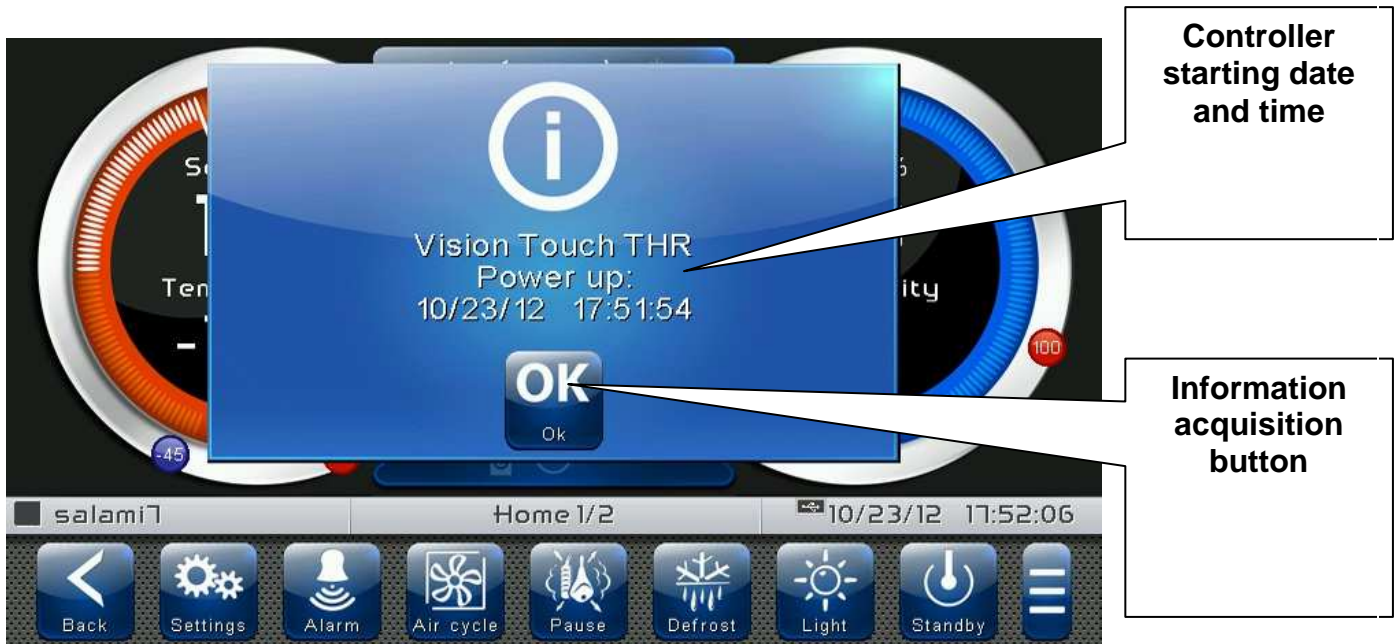 Controller
starting date
and time
Vision Touch THR
Power up:
10/23/12 17:51:54
OK
Ok
100
-45
Information
acquisition
button
salami7
Home 1/2
10/23/12 17:52:06
Back
Settings
Alarm
Air cycle
Pause
Defrost
Light
Standby